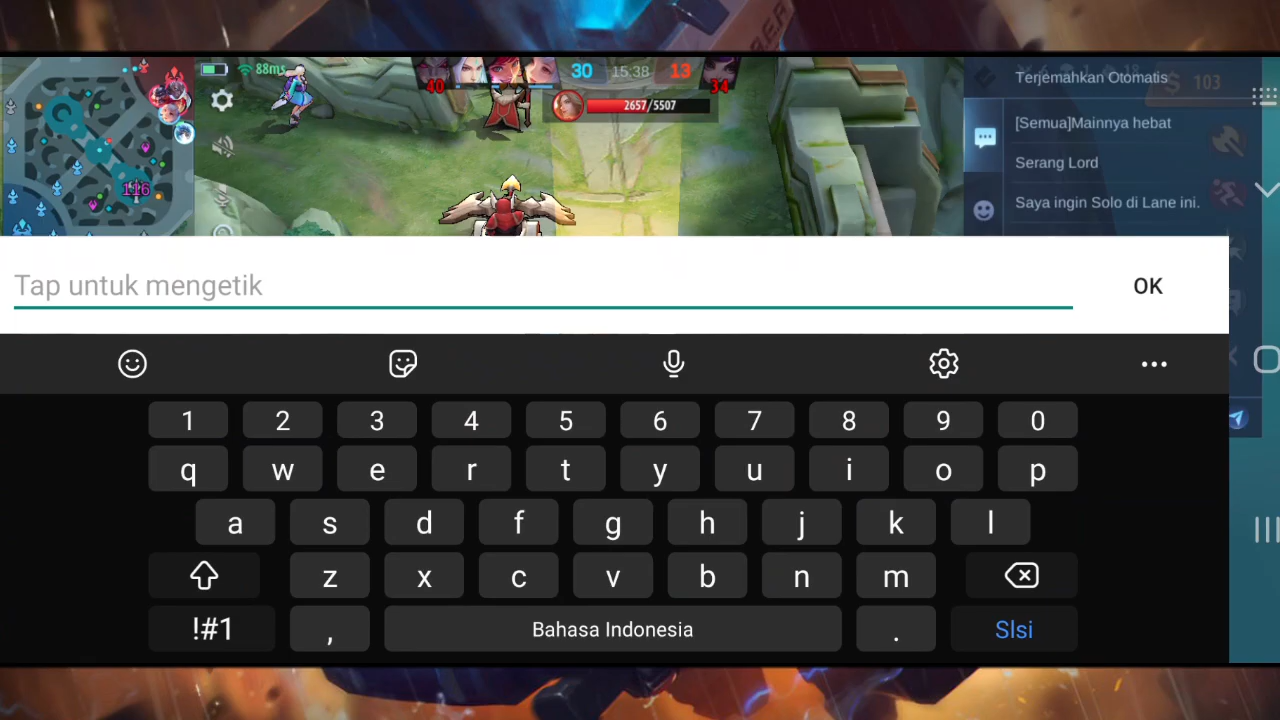 88ms
30 15:38 13
40
34
2657/5507
116
Terjemahkan Otomatis
103
[Semua]Mainnya hebat
Serang Lord
Saya ingin Solo di Lane ini.
Tap untuk mengetik
OK
1 2 3 4 5 6 7 8 9 0
q w e r t y u i o p
a s d f g h j k l
z x c v b n m
!#1 , Bahasa Indonesia . Slsi